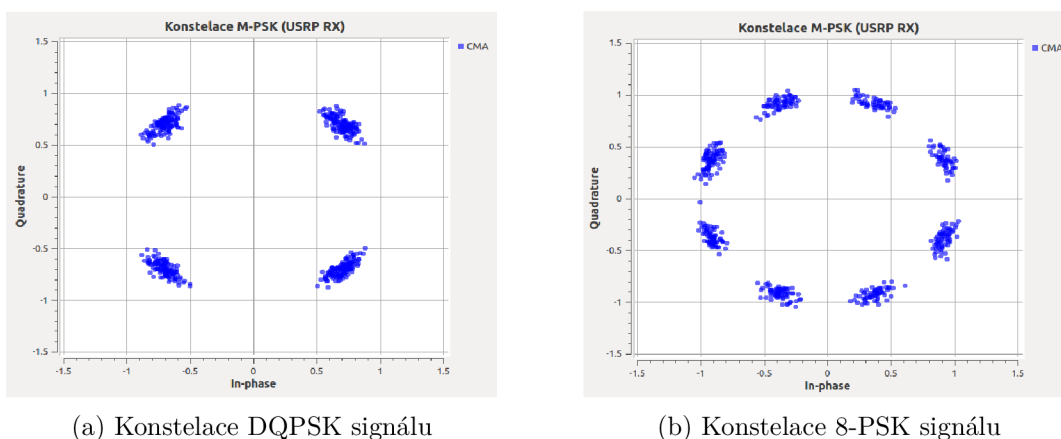 Konstelace M-PSK (USRP RX)
1.5
1
0.5
0
-0.5
-1
-1.5
Quadrature
-1.5 -1 -0.5 0 0.5 1 1.5
In-phase
CMA
(a) Konstelace DQPSK signálu
Konstelace M-PSK (USRP RX)
1.5
1
0.5
0
-0.5
-1
-1.5
Quadrature
-1.5 -1 -0.5 0 0.5 1 1.5
In-phase
CMA
(b) Konstelace 8-PSK signálu